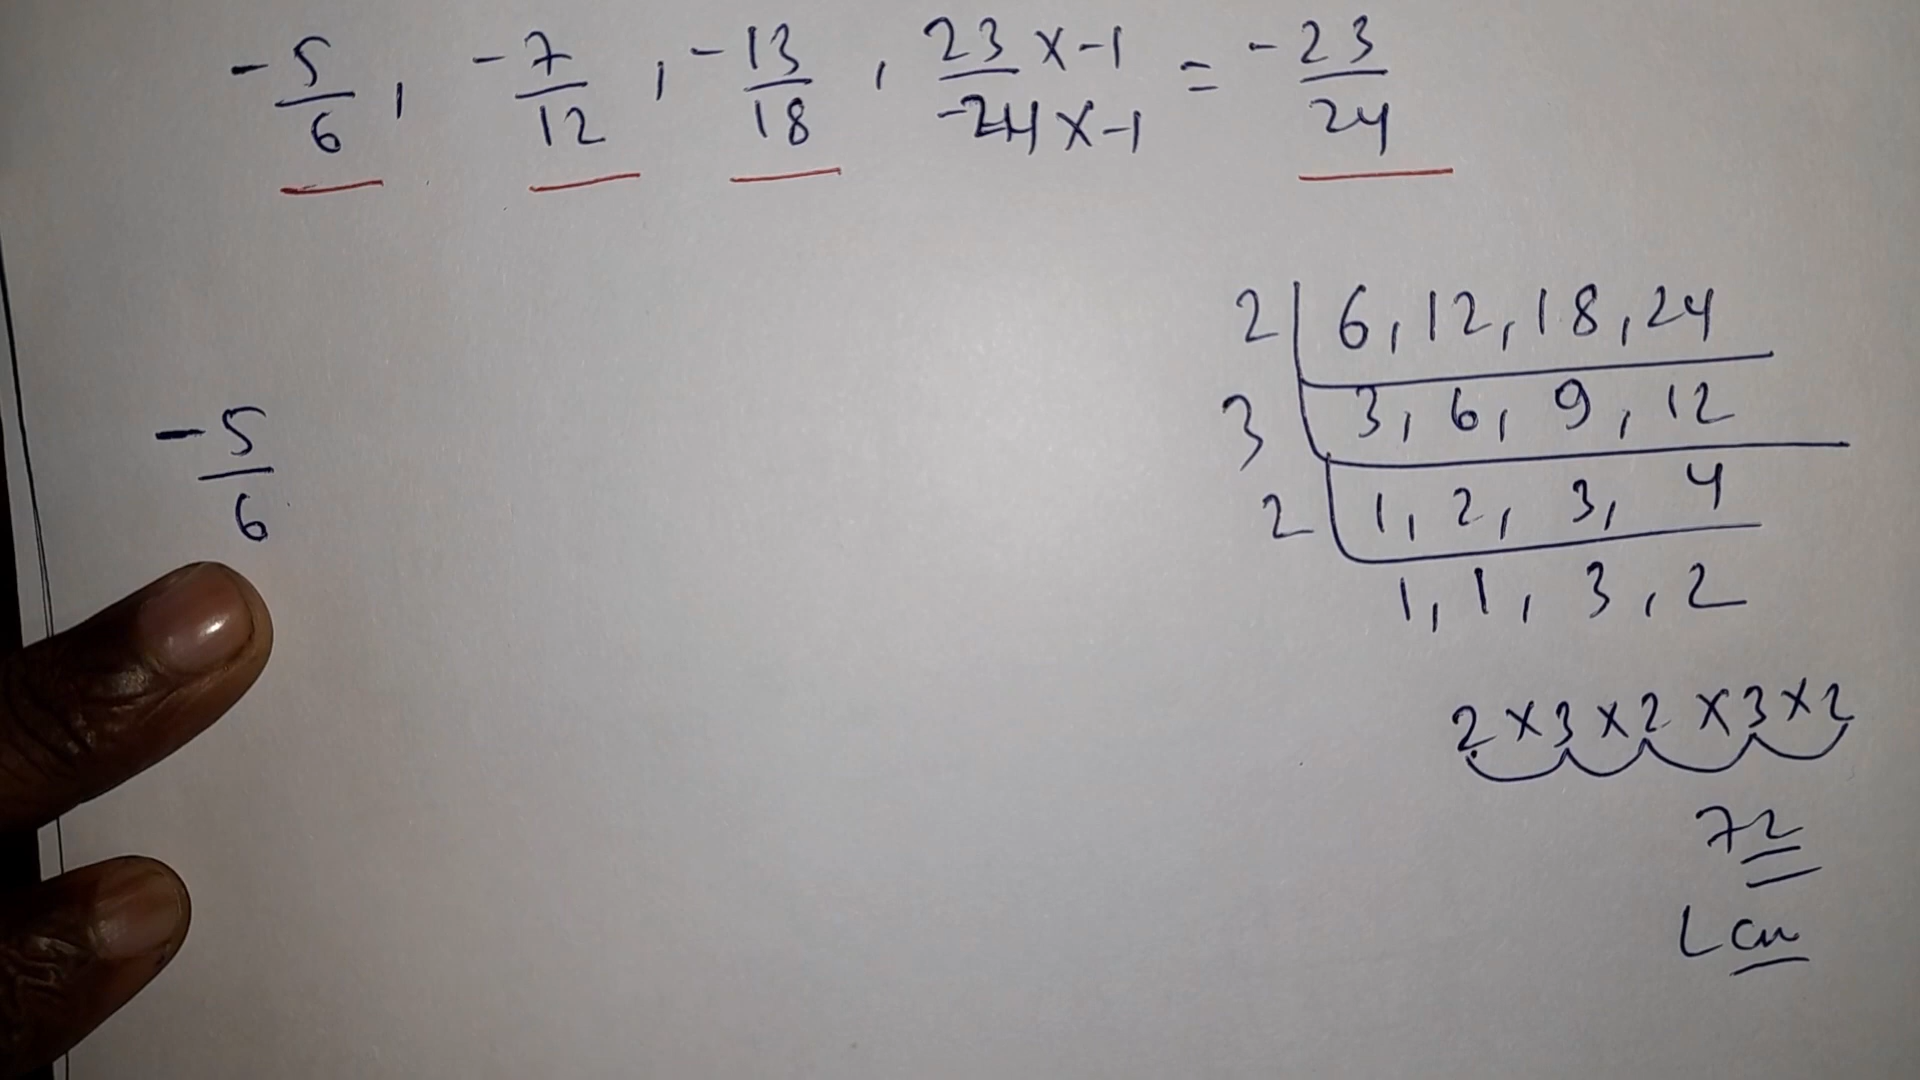 -5/6, -7/12, -13/18, 23×-1/-24×-1 = -23/24
2 | 6, 12, 18, 24
3 | 3, 6, 9, 12
2 | 1, 2, 3, 4
1, 1, 3, 2
-5/6
2×3×2×3×2
72
Lcm